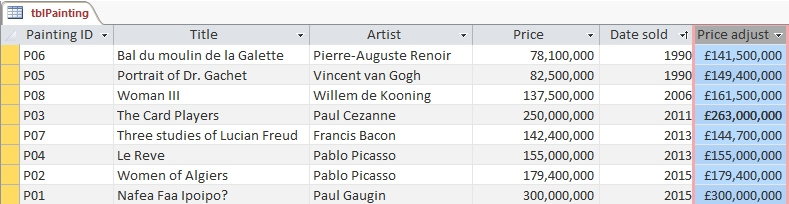 tblPainting
Painting ID Title Artist Price Date sold Price adjust
P06 Bal du moulin de la Galette Pierre-Auguste Renoir 78,100,000 1990 £141,500,000
P05 Portrait of Dr. Gachet Vincent van Gogh 82,500,000 1990 £149,400,000
P08 Woman III Willem de Kooning 137,500,000 2006 £161,500,000
P03 The Card Players Paul Cezanne 250,000,000 2011 £263,000,000
P07 Three studies of Lucian Freud Francis Bacon 142,400,000 2013 £144,700,000
P04 Le Reve Pablo Picasso 155,000,000 2013 £155,000,000
P02 Women of Algiers Pablo Picasso 179,400,000 2015 £179,400,000
P01 Nafea Faa Ipoipo? Paul Gaugin 300,000,000 2015 £300,000,000